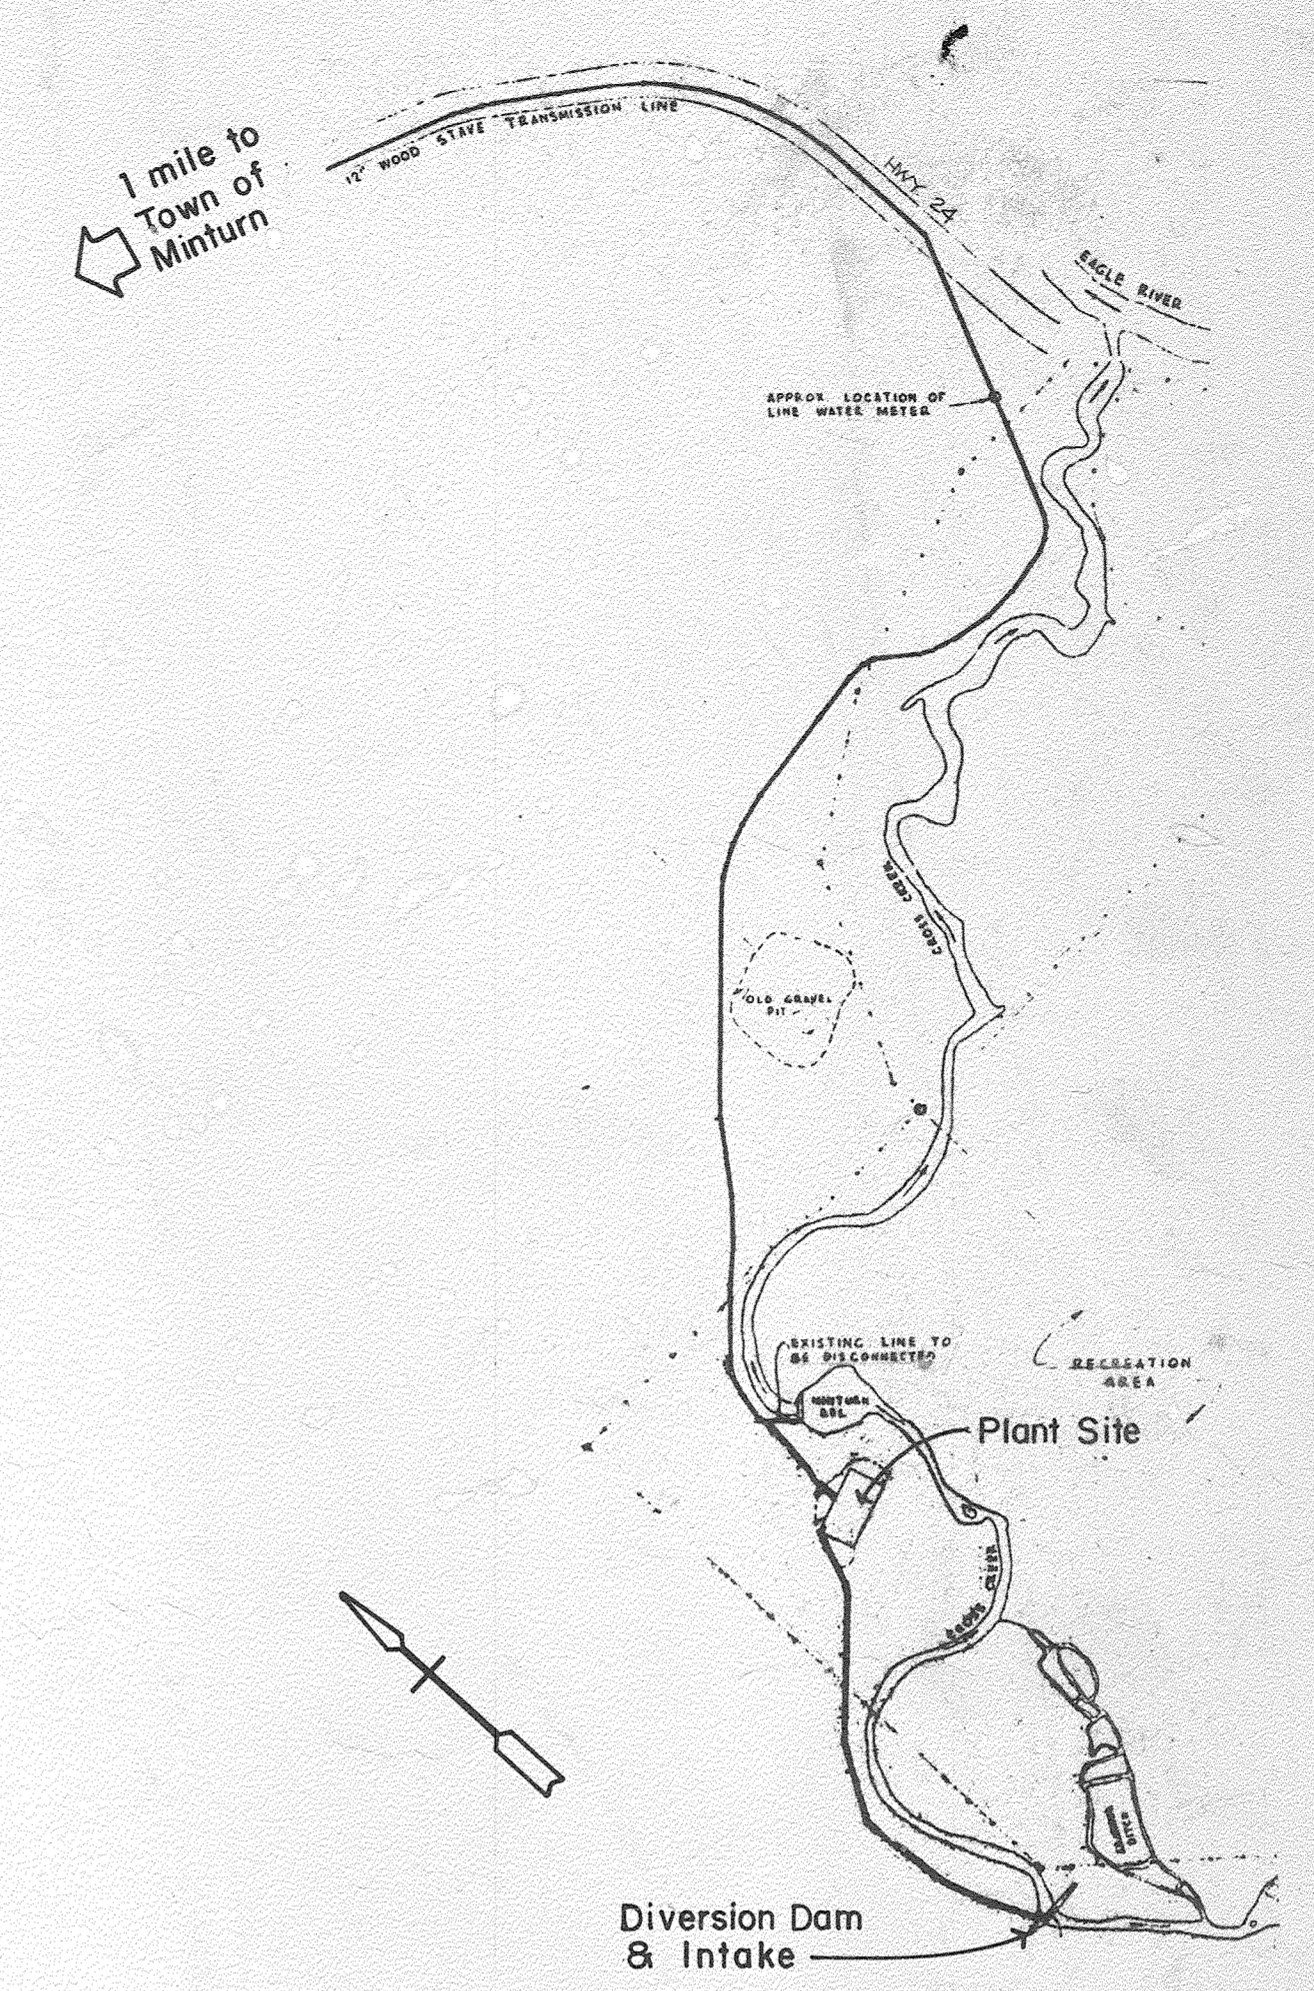 1 mile to
Town of
Minturn
12" WOOD STAVE TRANSMISSION LINE
HWY. 24
EAGLE RIVER
APPROX. LOCATION OF
LINE WATER METER
CROSS CREEK
OLD GRAVEL
PIT
EXISTING LINE TO
BE DISCONNECTED
RECREATION
AREA
MINTURN
Plant Site
CROSS CREEK
DITCH
Diversion Dam
& Intake